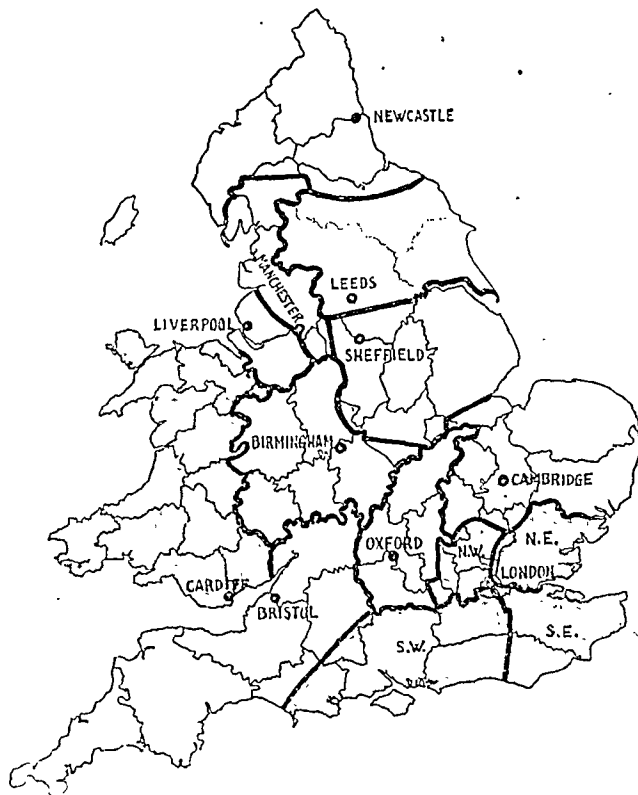 NEWCASTLE
MANCHESTER
LEEDS
LIVERPOOL
SHEFFIELD
BIRMINGHAM
CAMBRIDGE
OXFORD
N.W.
N.E.
LONDON
CARDIFF
BRISTOL
S.W.
S.E.